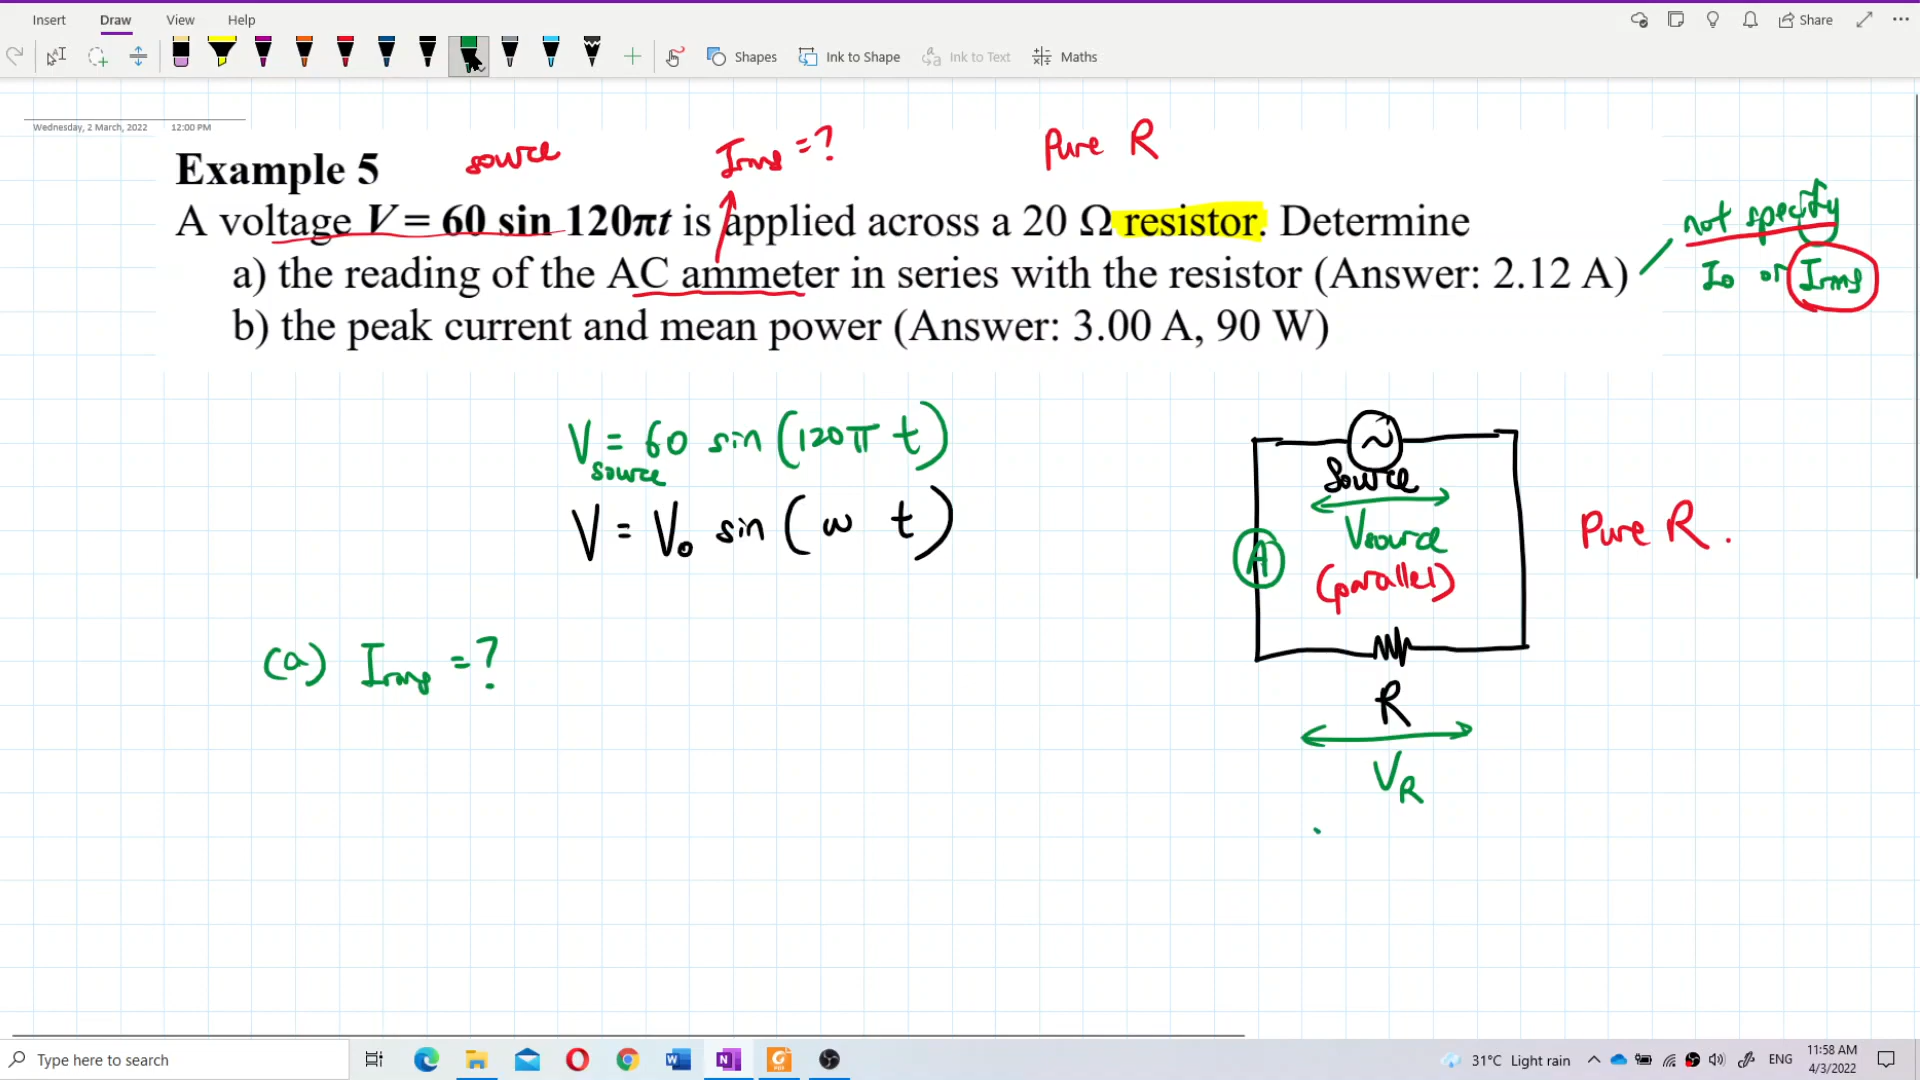 Insert Draw View Help
Share
Shapes Ink to Shape Ink to Text Maths
Wednesday, 2 March, 2022 12:00 PM
source
Irms = ?
Pure R
Example 5
A voltage V = 60 sin 120πt is applied across a 20 Ω resistor. Determine
a) the reading of the AC ammeter in series with the resistor (Answer: 2.12 A)
b) the peak current and mean power (Answer: 3.00 A, 90 W)
not specify
Io or Irms
Vsource = 60 sin (120π t)
V = Vo sin (ω t)
(a) Irms = ?
Source
Vsource
(parallel)
A
R
VR
Pure R .
Type here to search
31°C Light rain
ENG
11:58 AM
4/3/2022